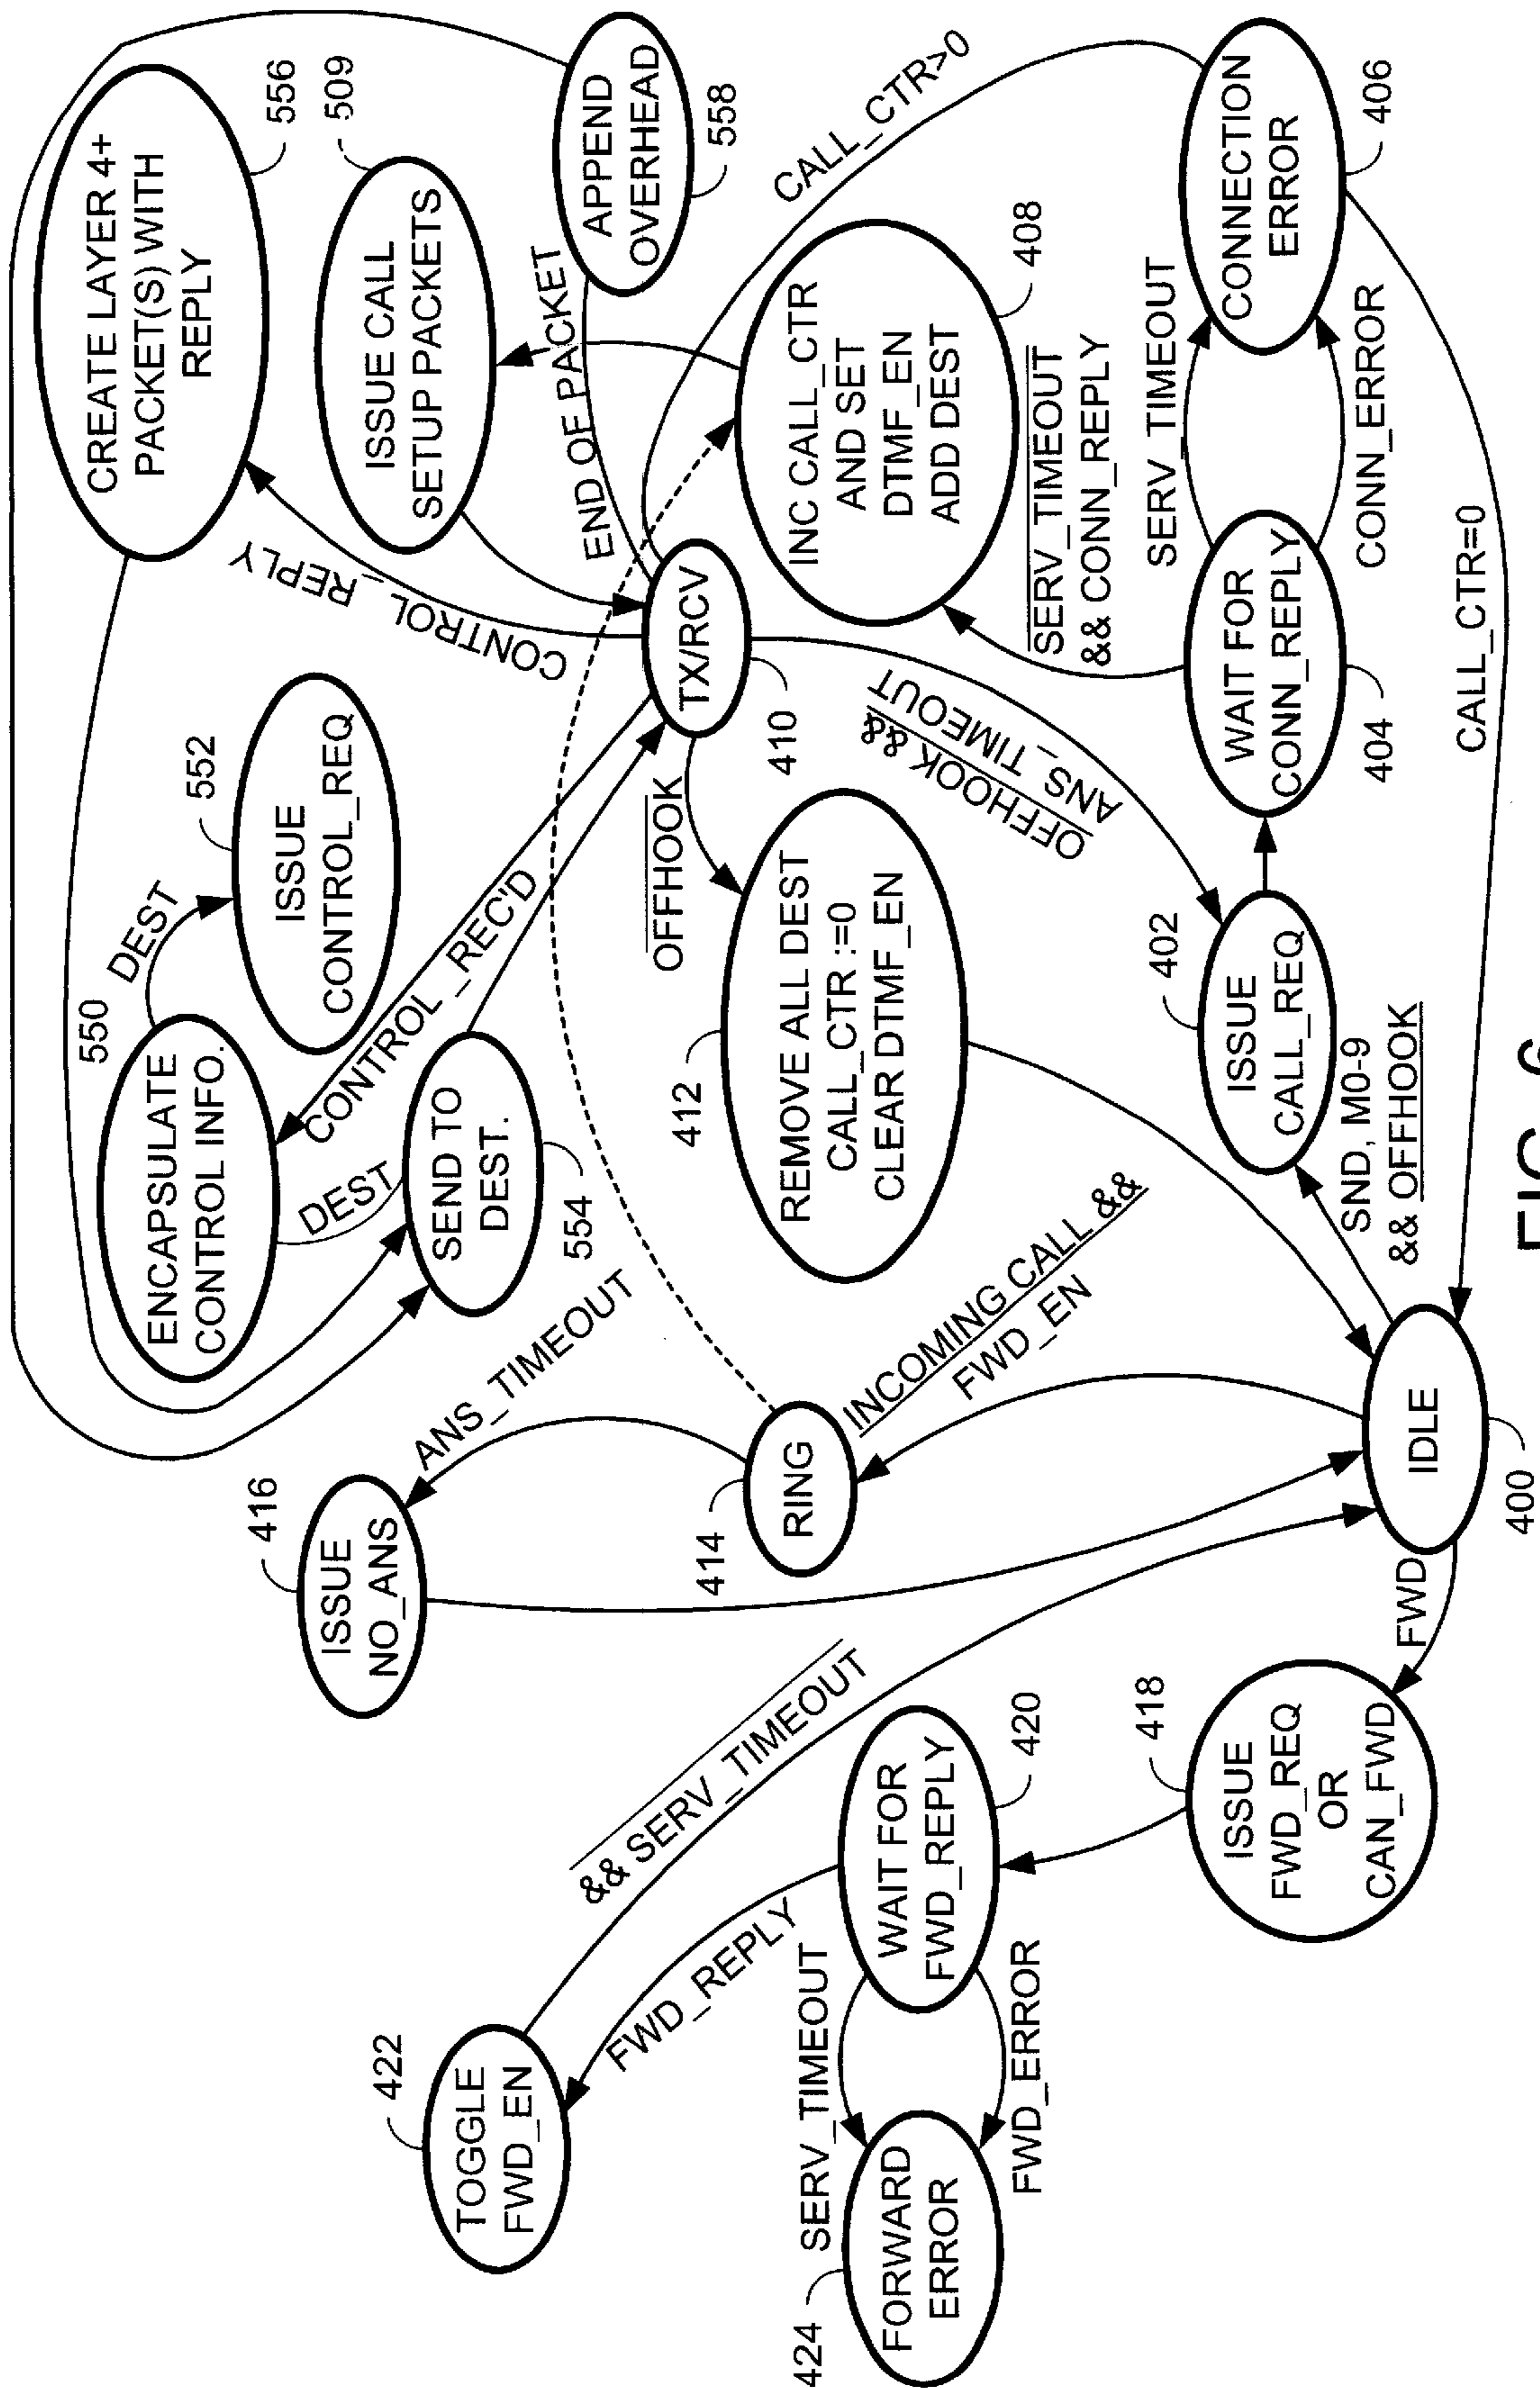 CREATE LAYER 4+
PACKET(S) WITH
REPLY
556
ISSUE CALL
SETUP PACKETS
509
APPEND
OVERHEAD
558
END OF PACKET
CONTROL_REPLY
CALL_CTR>0
550
ENCAPSULATE
CONTROL INFO.
DEST
552
ISSUE
CONTROL_REQ
DEST
CONTROL_REC'D
SEND TO
DEST.
554
TX/RCV
410
OFFHOOK
412
REMOVE ALL DEST
CALL_CTR :=0
CLEAR DTMF_EN
INC CALL_CTR
AND SET
DTMF_EN
ADD DEST
408
OFFHOOK &&
ANS_TIMEOUT
SERV_TIMEOUT
&& CONN_REPLY
SERV_TIMEOUT
CONN_ERROR
CONNECTION
ERROR
406
WAIT FOR
CONN_REPLY
404
402
ISSUE
CALL_REQ
CALL_CTR=0
SND, M0-9
&& OFFHOOK
416
ISSUE
NO_ANS
ANS_TIMEOUT
414
RING
INCOMING CALL &&
FWD_EN
IDLE
400
FWD
418
ISSUE
FWD_REQ
OR
CAN_FWD
WAIT FOR
FWD_REPLY
420
&& SERV_TIMEOUT
FWD_REPLY
422
TOGGLE
FWD_EN
SERV_TIMEOUT
FWD_ERROR
424
FORWARD
ERROR